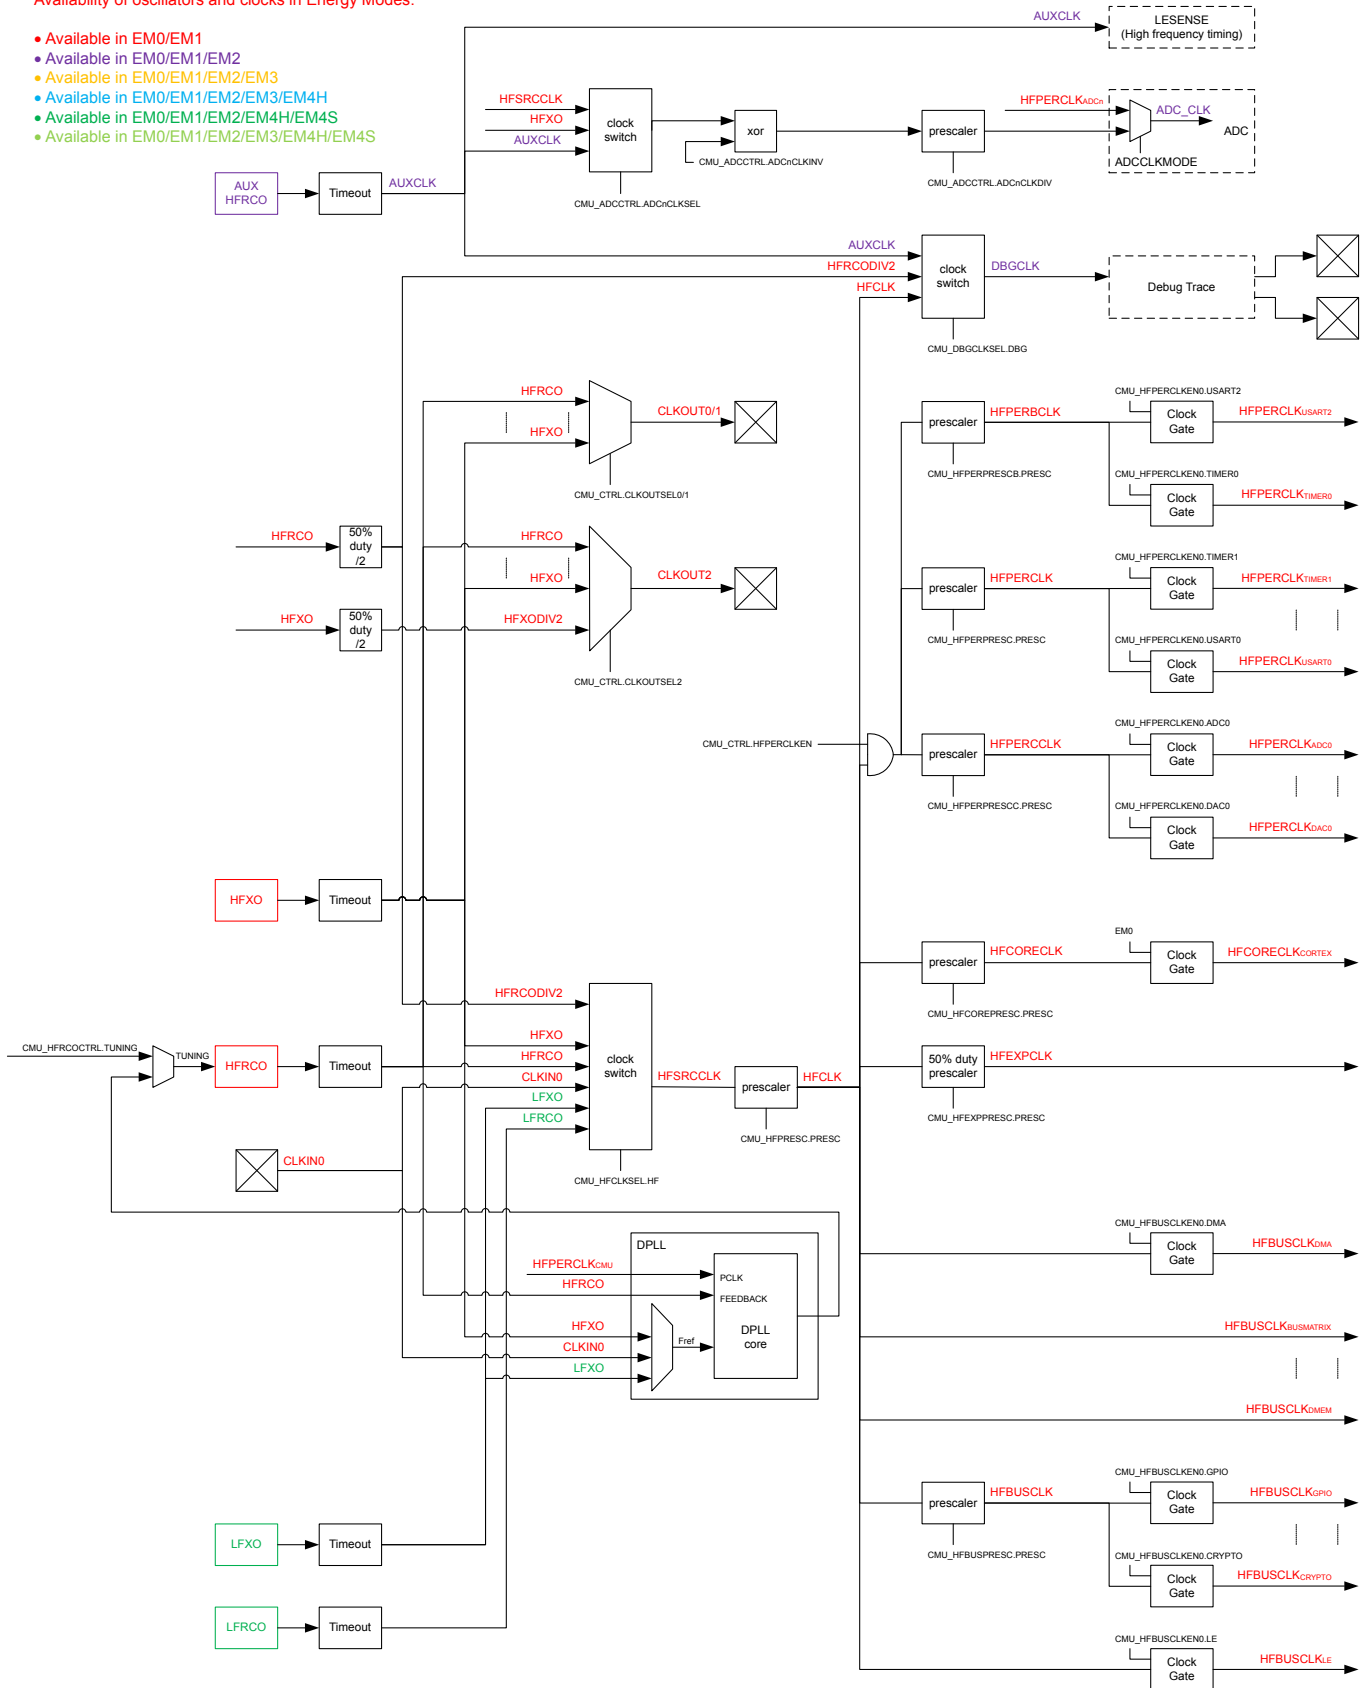 Availability of oscillators and clocks in Energy Modes:
• Available in EM0/EM1
• Available in EM0/EM1/EM2
• Available in EM0/EM1/EM2/EM3
• Available in EM0/EM1/EM2/EM3/EM4H
• Available in EM0/EM1/EM2/EM4H/EM4S
• Available in EM0/EM1/EM2/EM3/EM4H/EM4S
AUXCLK
LESENSE
(High frequency timing)
HFSRCCLK
HFXO
AUXCLK
clock
switch
CMU_ADCCTRL.ADCnCLKSEL
xor
CMU_ADCCTRL.ADCnCLKINV
prescaler
CMU_ADCCTRL.ADCnCLKDIV
HFPERCLKADCn
ADC_CLK
ADC
ADCCLKMODE
AUX
HFRCO
Timeout
AUXCLK
AUXCLK
HFRCODIV2
HFCLK
clock
switch
CMU_DBGCLKSEL.DBG
DBGCLK
Debug Trace
HFRCO
HFXO
CLKOUT0/1
CMU_CTRL.CLKOUTSEL0/1
prescaler
CMU_HFPERPRESCB.PRESC
HFPERBCLK
CMU_HFPERCLKEN0.USART2
Clock
Gate
HFPERCLKUSART2
CMU_HFPERCLKEN0.TIMER0
Clock
Gate
HFPERCLKTIMER0
HFRCO
50%
duty
/2
HFXO
50%
duty
/2
HFRCO
HFXO
HFXODIV2
CLKOUT2
CMU_CTRL.CLKOUTSEL2
prescaler
CMU_HFPERPRESC.PRESC
HFPERCLK
CMU_HFPERCLKEN0.TIMER1
Clock
Gate
HFPERCLKTIMER1
CMU_HFPERCLKEN0.USART0
Clock
Gate
HFPERCLKUSART0
CMU_CTRL.HFPERCLKEN
prescaler
CMU_HFPERPRESCC.PRESC
HFPERCCLK
CMU_HFPERCLKEN0.ADC0
Clock
Gate
HFPERCLKADC0
CMU_HFPERCLKEN0.DAC0
Clock
Gate
HFPERCLKDAC0
HFXO
Timeout
prescaler
CMU_HFCOREPRESC.PRESC
HFCORECLK
EM0
Clock
Gate
HFCORECLKCORTEX
CMU_HFRCOCTRL.TUNING
TUNING
HFRCO
Timeout
HFRCODIV2
HFXO
HFRCO
CLKIN0
LFXO
LFRCO
clock
switch
CMU_HFCLKSEL.HF
HFSRCCLK
prescaler
CMU_HFPRESC.PRESC
HFCLK
50% duty
prescaler
CMU_HFEXPPRESC.PRESC
HFEXPCLK
CLKIN0
DPLL
HFPERCLKCMU
HFRCO
HFXO
CLKIN0
LFXO
Fref
PCLK
FEEDBACK
DPLL
core
CMU_HFBUSCLKEN0.DMA
Clock
Gate
HFBUSCLKDMA
HFBUSCLKBUSMATRIX
HFBUSCLKDMEM
prescaler
CMU_HFBUSPRESC.PRESC
HFBUSCLK
CMU_HFBUSCLKEN0.GPIO
Clock
Gate
HFBUSCLKGPIO
CMU_HFBUSCLKEN0.CRYPTO
Clock
Gate
HFBUSCLKCRYPTO
LFXO
Timeout
LFRCO
Timeout
CMU_HFBUSCLKEN0.LE
Clock
Gate
HFBUSCLKLE